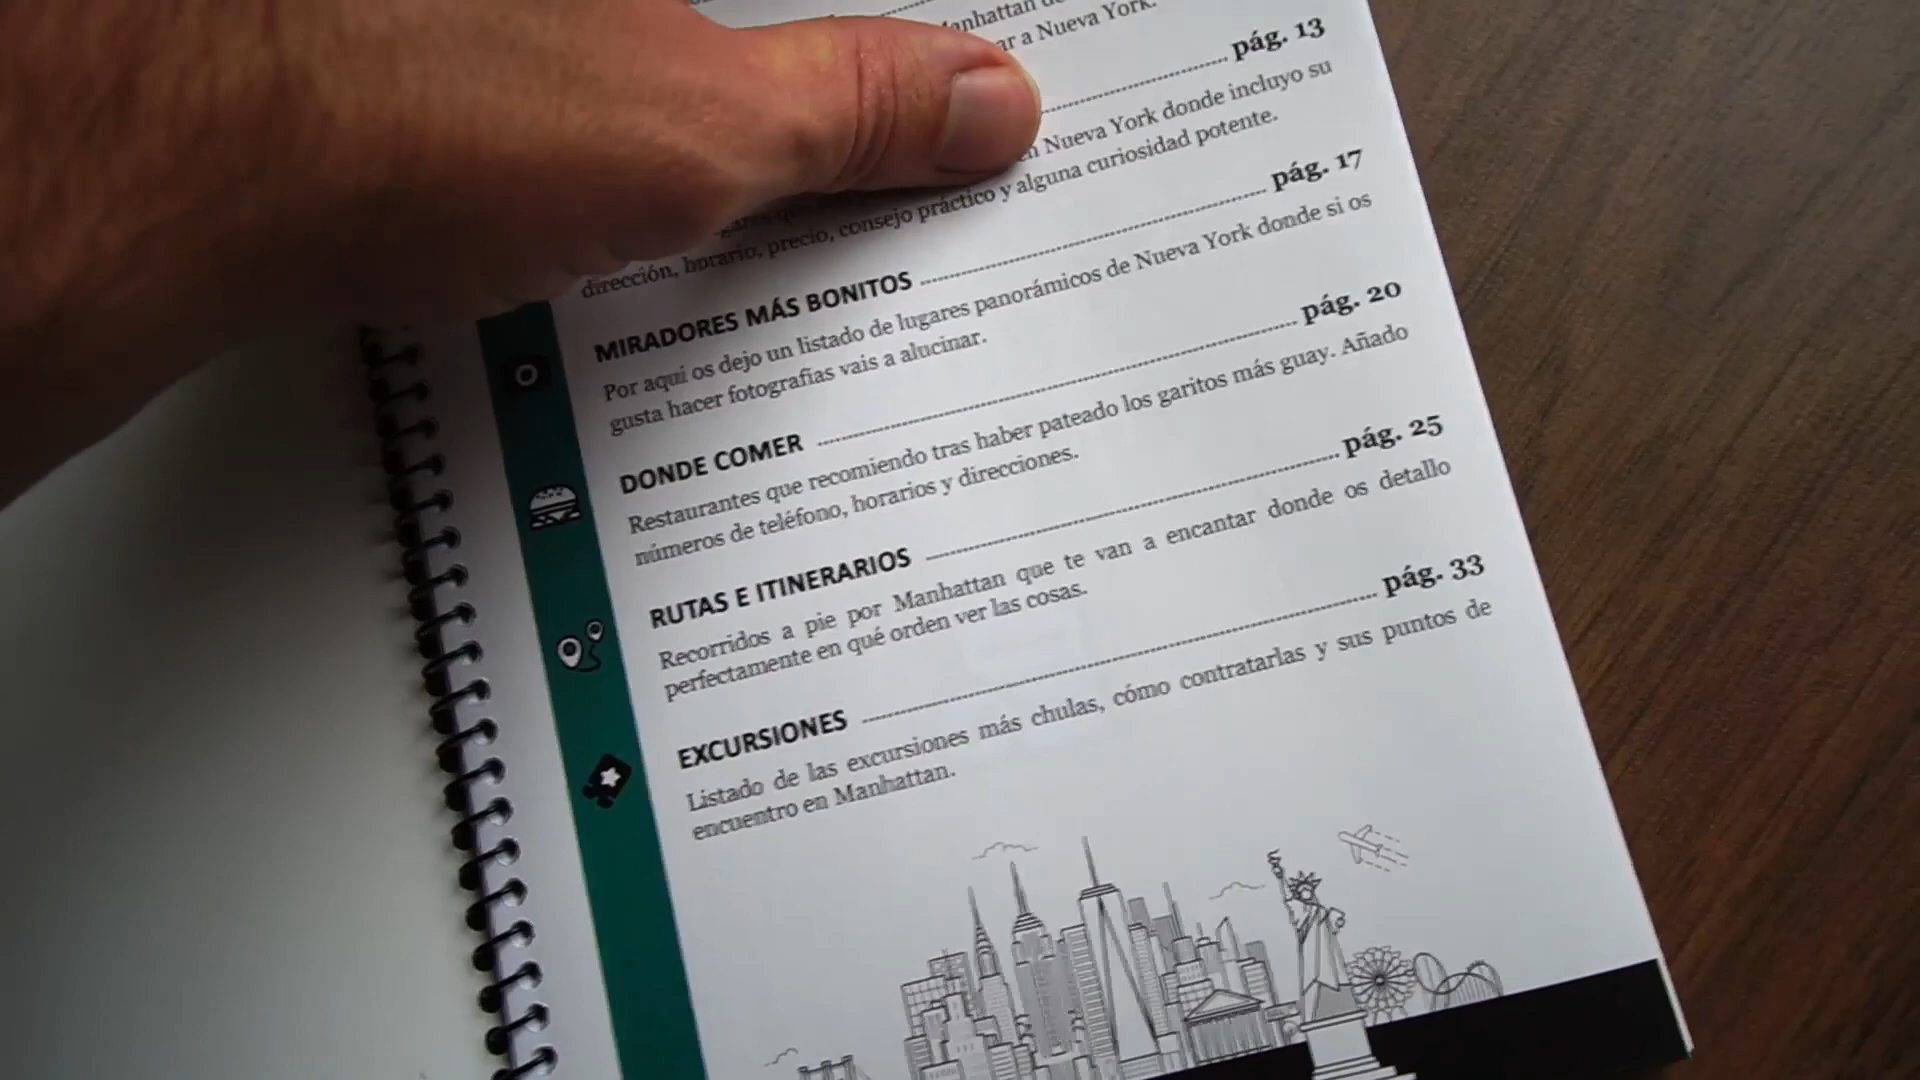 Manhattan de
ar a Nueva York.
pág. 13
en Nueva York donde incluyo su
dirección, horario, precio, consejo práctico y alguna curiosidad potente.
MIRADORES MÁS BONITOS pág. 17
Por aquí os dejo un listado de lugares panorámicos de Nueva York donde si os
gusta hacer fotografías vais a alucinar.
DONDE COMER pág. 20
Restaurantes que recomiendo tras haber pateado los garitos más guay. Añado
números de teléfono, horarios y direcciones.
RUTAS E ITINERARIOS pág. 25
Recorridos a pie por Manhattan que te van a encantar donde os detallo
perfectamente en qué orden ver las cosas.
EXCURSIONES pág. 33
Listado de las excursiones más chulas, cómo contratarlas y sus puntos de
encuentro en Manhattan.